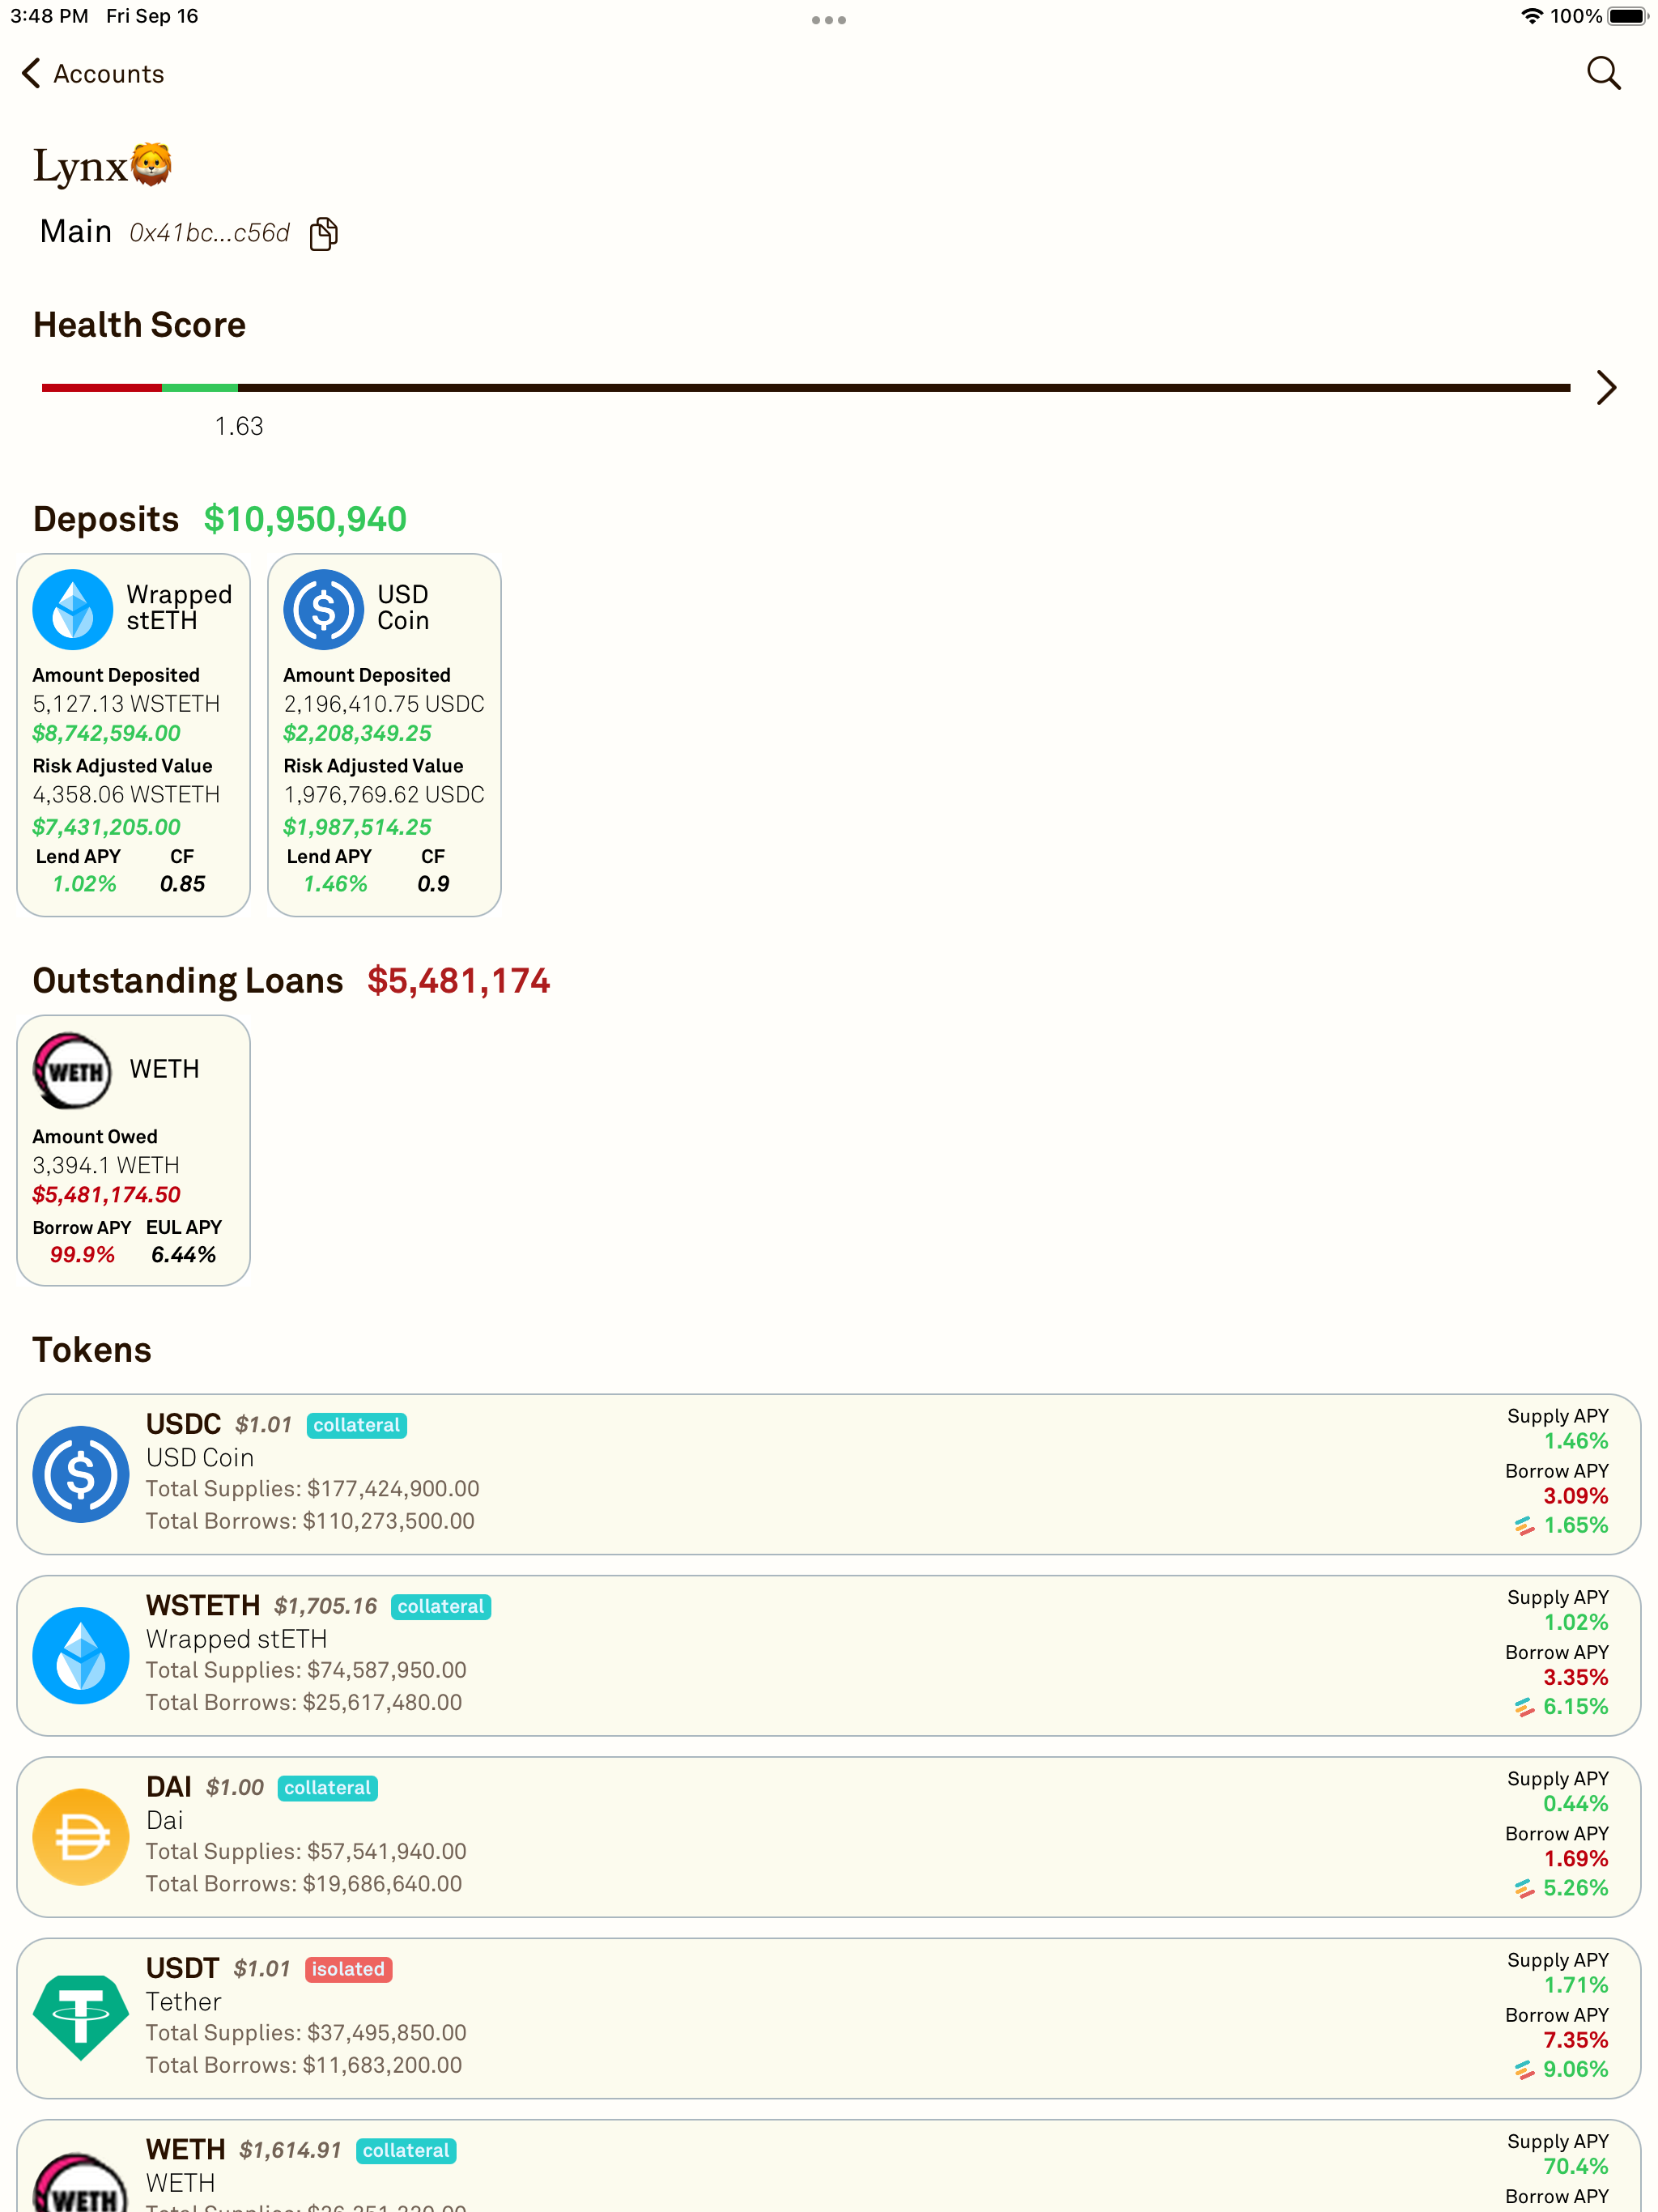 3:48 PM Fri Sep 16
100%
Accounts
Lynx🦁
Main 0x41bc...c56d
Health Score
1.63
Deposits $10,950,940
Wrapped stETH
Amount Deposited
5,127.13 WSTETH
$8,742,594.00
Risk Adjusted Value
4,358.06 WSTETH
$7,431,205.00
Lend APY CF
1.02% 0.85
USD Coin
Amount Deposited
2,196,410.75 USDC
$2,208,349.25
Risk Adjusted Value
1,976,769.62 USDC
$1,987,514.25
Lend APY CF
1.46% 0.9
Outstanding Loans $5,481,174
WETH
WETH
Amount Owed
3,394.1 WETH
$5,481,174.50
Borrow APY EUL APY
99.9% 6.44%
Tokens
USDC $1.01 collateral
USD Coin
Total Supplies: $177,424,900.00
Total Borrows: $110,273,500.00
Supply APY
1.46%
Borrow APY
3.09%
1.65%
WSTETH $1,705.16 collateral
Wrapped stETH
Total Supplies: $74,587,950.00
Total Borrows: $25,617,480.00
Supply APY
1.02%
Borrow APY
3.35%
6.15%
DAI $1.00 collateral
Dai
Total Supplies: $57,541,940.00
Total Borrows: $19,686,640.00
Supply APY
0.44%
Borrow APY
1.69%
5.26%
USDT $1.01 isolated
Tether
Total Supplies: $37,495,850.00
Total Borrows: $11,683,200.00
Supply APY
1.71%
Borrow APY
7.35%
9.06%
WETH
WETH $1,614.91 collateral
WETH
Supply APY
70.4%
Borrow APY